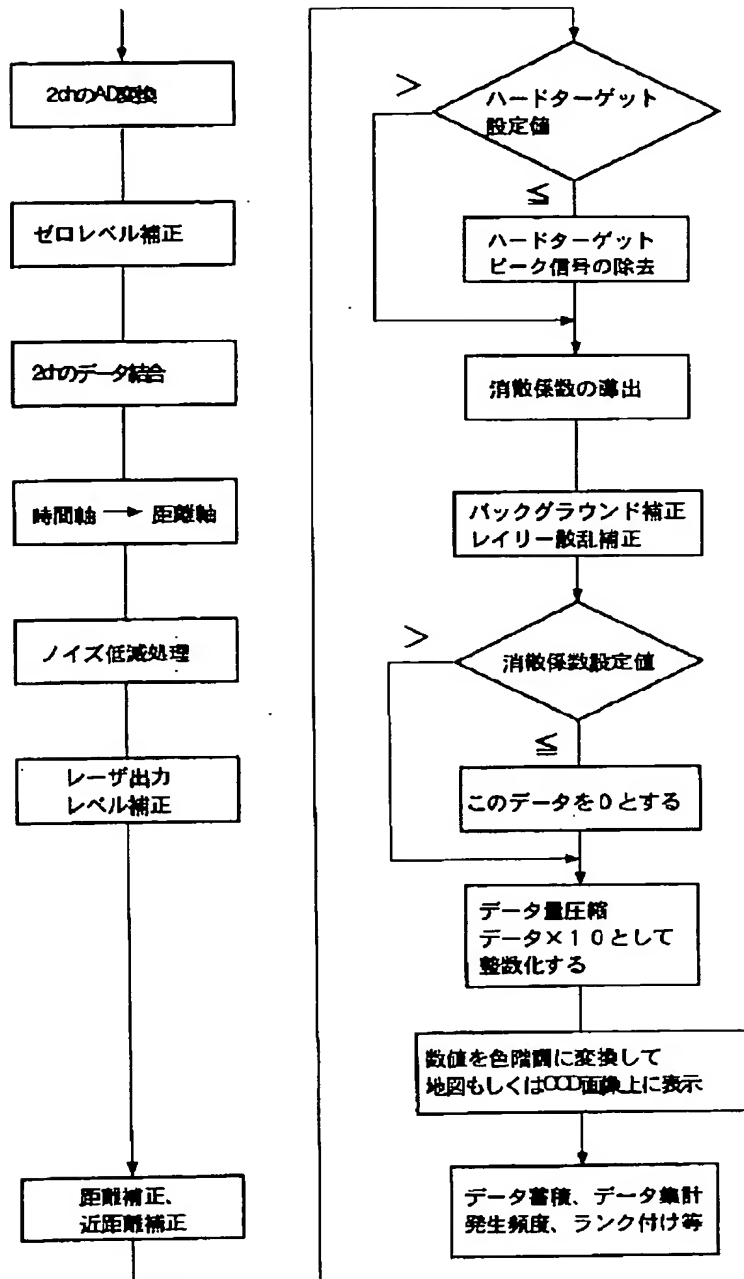 2chのAD変換
ゼロレベル補正
2chのデータ結合
時間軸 → 距離軸
ノイズ低減処理
レーザ出力
レベル補正
距離補正、
近距離補正
>
ハードターゲット
設定値
≦
ハードターゲット
ピーク信号の除去
消散係数の導出
バックグラウンド補正
レイリー散乱補正
>
消散係数設定値
≦
このデータを0とする
データ量圧縮
データ×10として
整数化する
数値を色階調に変換して
地図もしくはCCD画像上に表示
データ蓄積、データ集計
発生頻度、ランク付け等